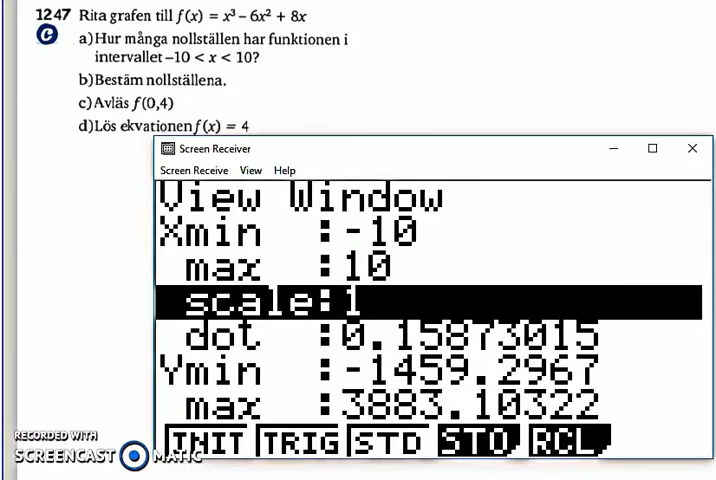 1247 Rita grafen till f(x) = x³ – 6x² + 8x
C
a) Hur många nollställen har funktionen i
intervallet –10 < x < 10?
b) Bestäm nollställena.
c) Avläs f(0,4)
d) Lös ekvationen f(x) = 4
Screen Receiver
Screen Receive View Help
View Window
Xmin :-10
max :10
scale:1
dot :0.15873015
Ymin :-1459.2967
max :3883.10322
INIT TRIG STD STO RCL
RECORDED WITH
SCREENCAST MATIC